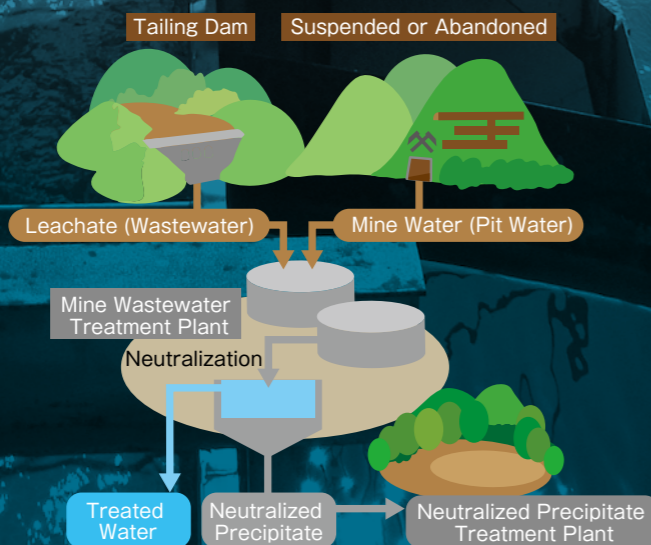 Tailing Dam
Suspended or Abandoned
Leachate (Wastewater)
Mine Water (Pit Water)
Mine Wastewater
Treatment Plant
Neutralization
Treated
Water
Neutralized
Precipitate
Neutralized Precipitate
Treatment Plant